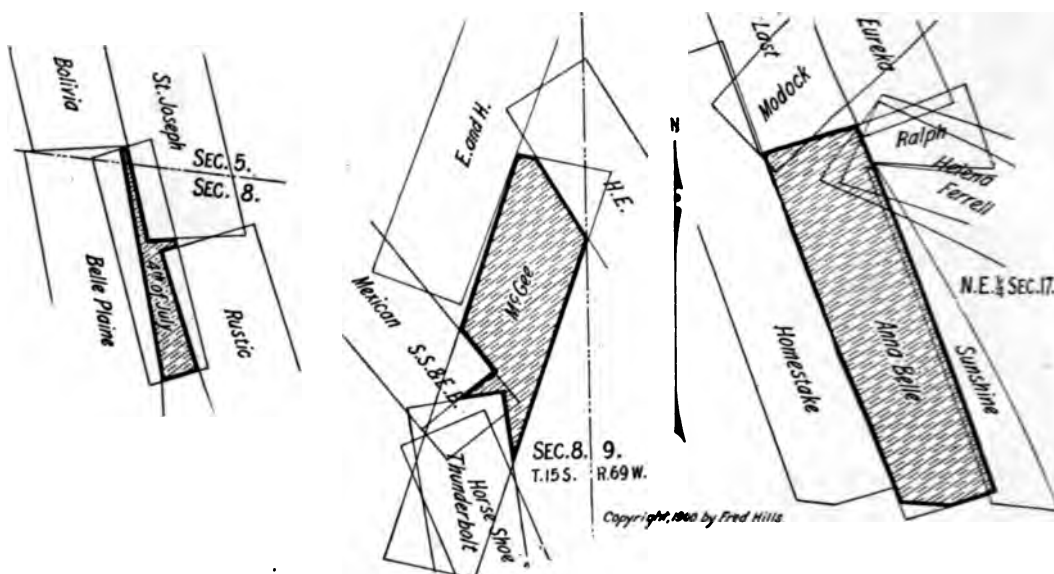 Bolivia
St. Joseph
SEC. 5.
SEC. 8.
Belle Plaine
4th of July
Rustic
E. and H.
H.E.
McGee
Mexican
S.S.& E.B.
Thunderbolt
Horse Shoe
SEC. 8. 9.
T.15 S. R.69 W.
N
Last
Modock
Eureka
Ralph
Ferrell
N.E. ¼ SEC. 17.
Homestake
Anna Belle
Sunshine
Copyright, 1900 by Fred Hills